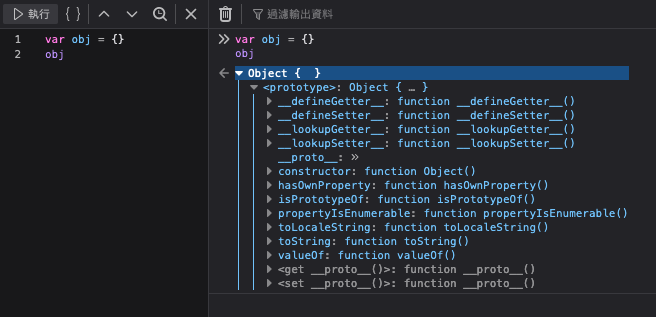 執行 { }
過濾輸出資料
1 var obj = {}
2 obj
var obj = {}
obj
Object {  }
<prototype>: Object { … }
__defineGetter__: function __defineGetter__()
__defineSetter__: function __defineSetter__()
__lookupGetter__: function __lookupGetter__()
__lookupSetter__: function __lookupSetter__()
__proto__: »
constructor: function Object()
hasOwnProperty: function hasOwnProperty()
isPrototypeOf: function isPrototypeOf()
propertyIsEnumerable: function propertyIsEnumerable()
toLocaleString: function toLocaleString()
toString: function toString()
valueOf: function valueOf()
<get __proto__()>: function __proto__()
<set __proto__()>: function __proto__()